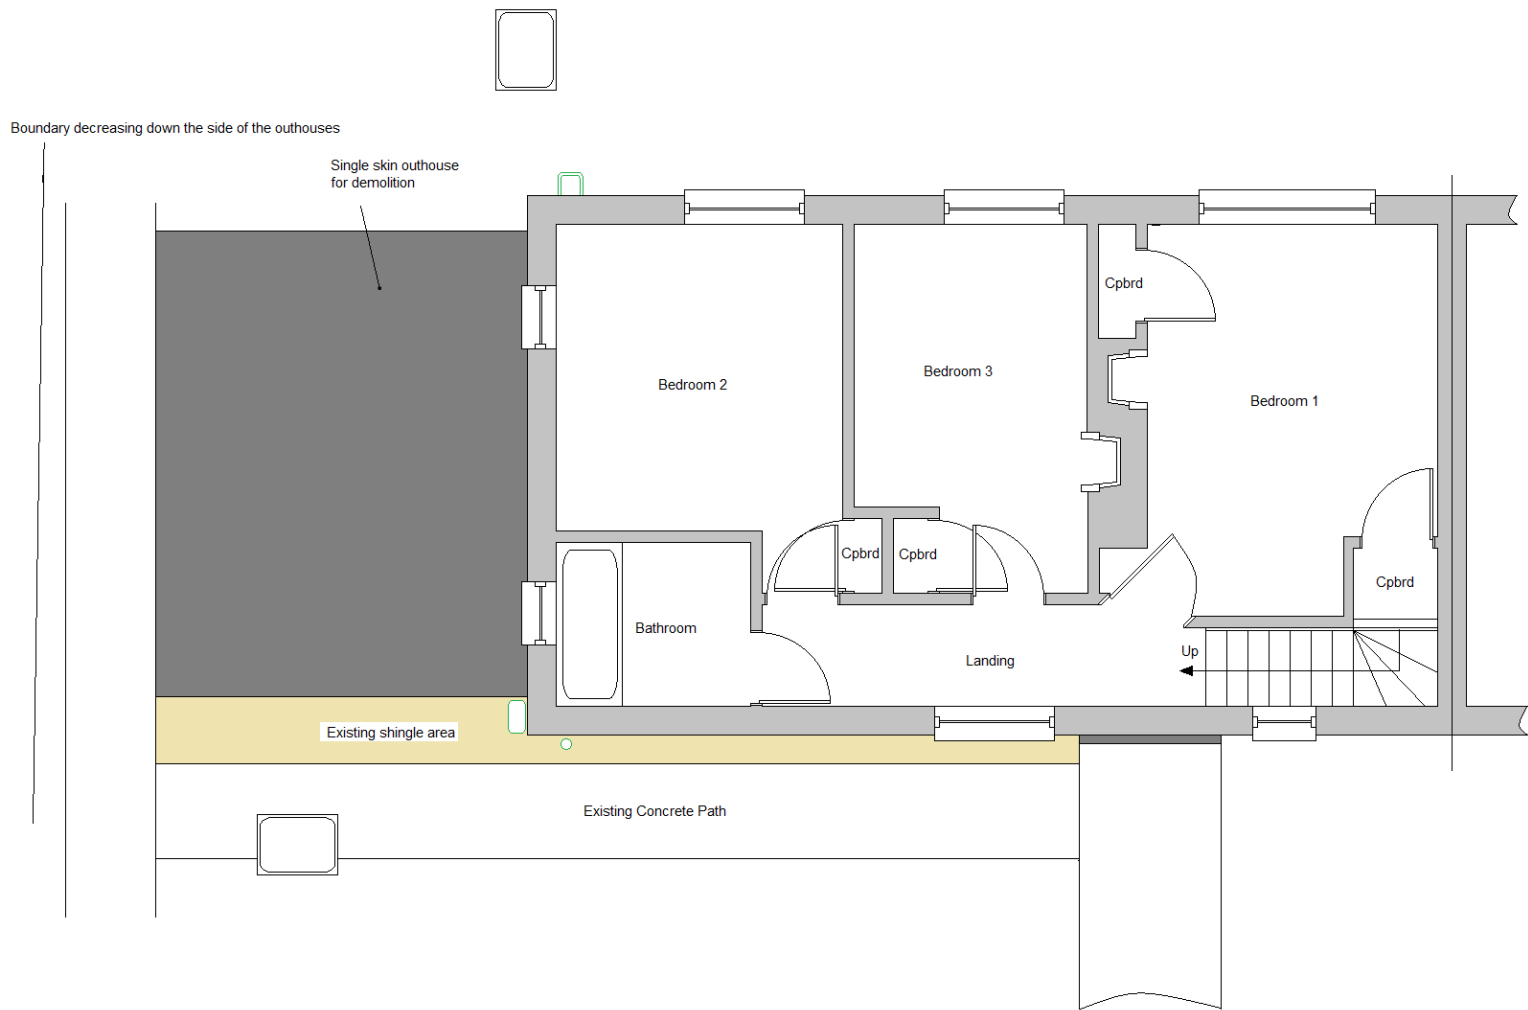 Boundary decreasing down the side of the outhouses
Single skin outhouse
for demolition
Cpbrd
Bedroom 3
Bedroom 2
Bedroom 1
Cpbrd
Cpbrd
Cpbrd
Bathroom
Up
Landing
Existing shingle area
Existing Concrete Path